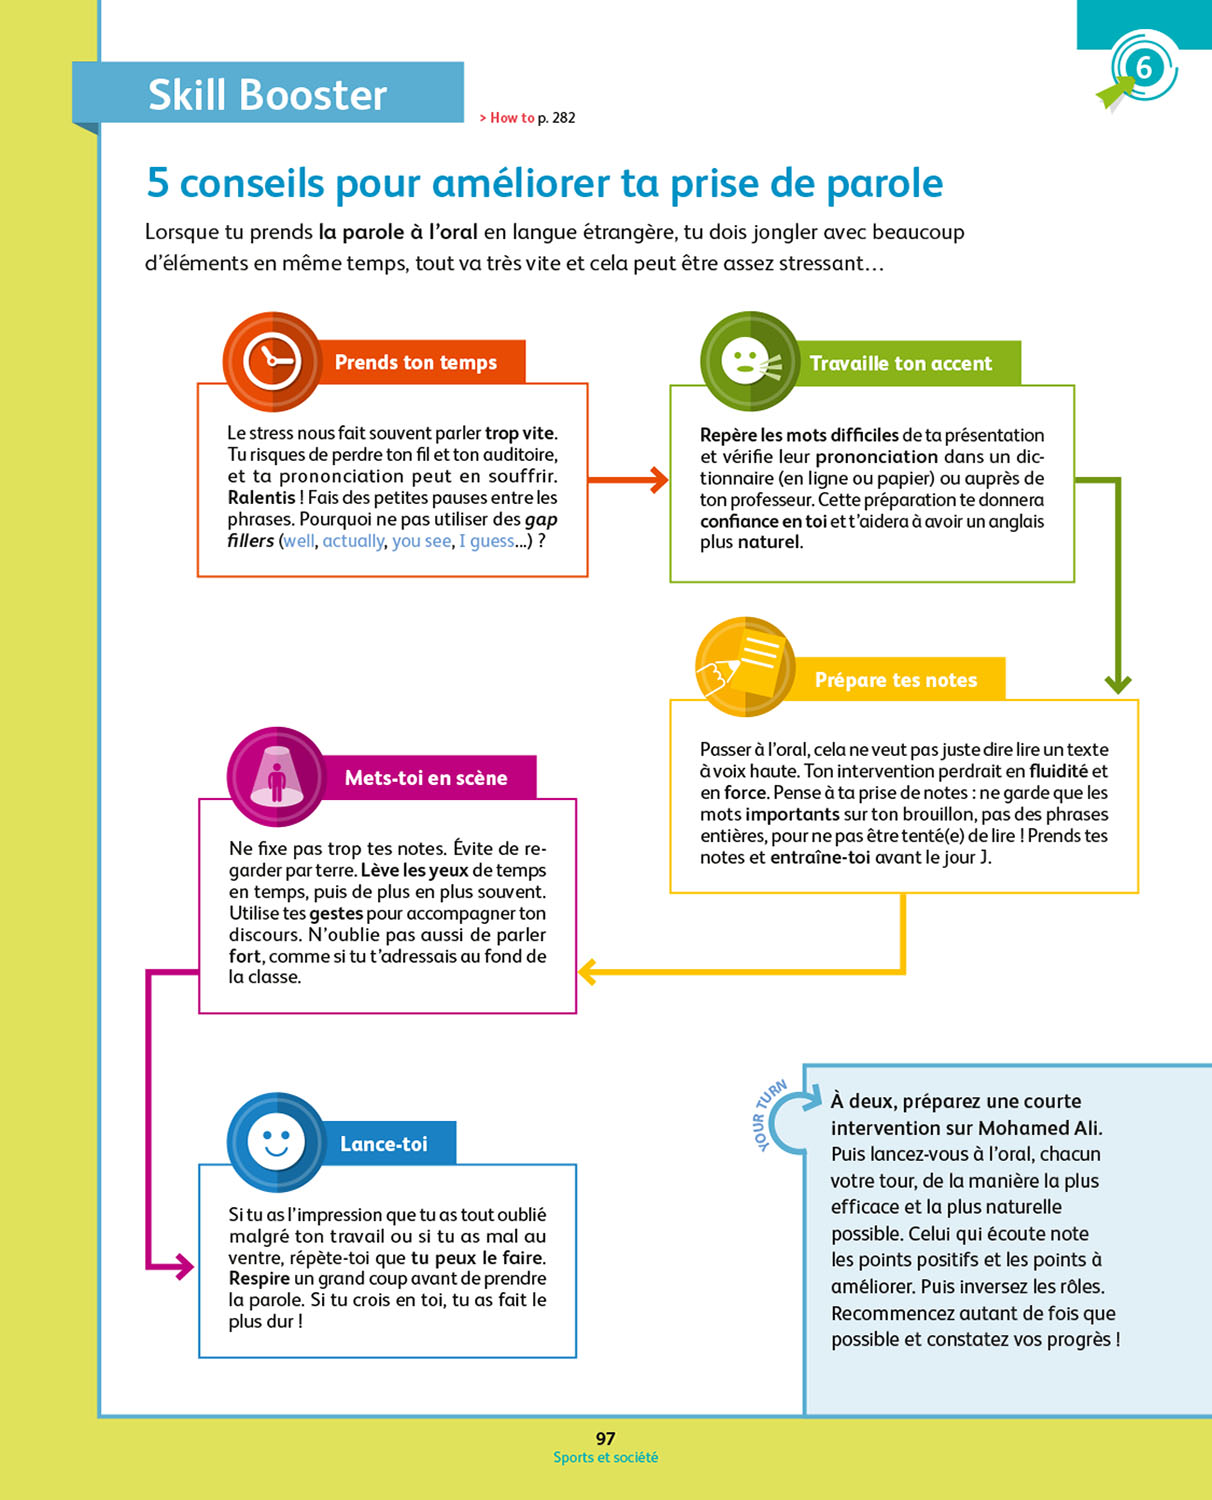 6
Skill Booster
> How to p. 282
5 conseils pour améliorer ta prise de parole
Lorsque tu prends la parole à l'oral en langue étrangère, tu dois jongler avec beaucoup
d'éléments en même temps, tout va très vite et cela peut être assez stressant…
Prends ton temps
Le stress nous fait souvent parler trop vite.
Tu risques de perdre ton fil et ton auditoire,
et ta prononciation peut en souffrir.
Ralentis ! Fais des petites pauses entre les
phrases. Pourquoi ne pas utiliser des gap
fillers (well, actually, you see, I guess...) ?
Travaille ton accent
Repère les mots difficiles de ta présentation
et vérifie leur prononciation dans un dic-
tionnaire (en ligne ou papier) ou auprès de
ton professeur. Cette préparation te donnera
confiance en toi et t'aidera à avoir un anglais
plus naturel.
Prépare tes notes
Passer à l'oral, cela ne veut pas juste dire lire un texte
à voix haute. Ton intervention perdrait en fluidité et
en force. Pense à ta prise de notes : ne garde que les
mots importants sur ton brouillon, pas des phrases
entières, pour ne pas être tenté(e) de lire ! Prends tes
notes et entraîne-toi avant le jour J.
Mets-toi en scène
Ne fixe pas trop tes notes. Évite de re-
garder par terre. Lève les yeux de temps
en temps, puis de plus en plus souvent.
Utilise tes gestes pour accompagner ton
discours. N'oublie pas aussi de parler
fort, comme si tu t'adressais au fond de
la classe.
Lance-toi
Si tu as l'impression que tu as tout oublié
malgré ton travail ou si tu as mal au
ventre, répète-toi que tu peux le faire.
Respire un grand coup avant de prendre
la parole. Si tu crois en toi, tu as fait le
plus dur !
YOUR TURN
À deux, préparez une courte
intervention sur Mohamed Ali.
Puis lancez-vous à l'oral, chacun
votre tour, de la manière la plus
efficace et la plus naturelle
possible. Celui qui écoute note
les points positifs et les points à
améliorer. Puis inversez les rôles.
Recommencez autant de fois que
possible et constatez vos progrès !
97
Sports et société